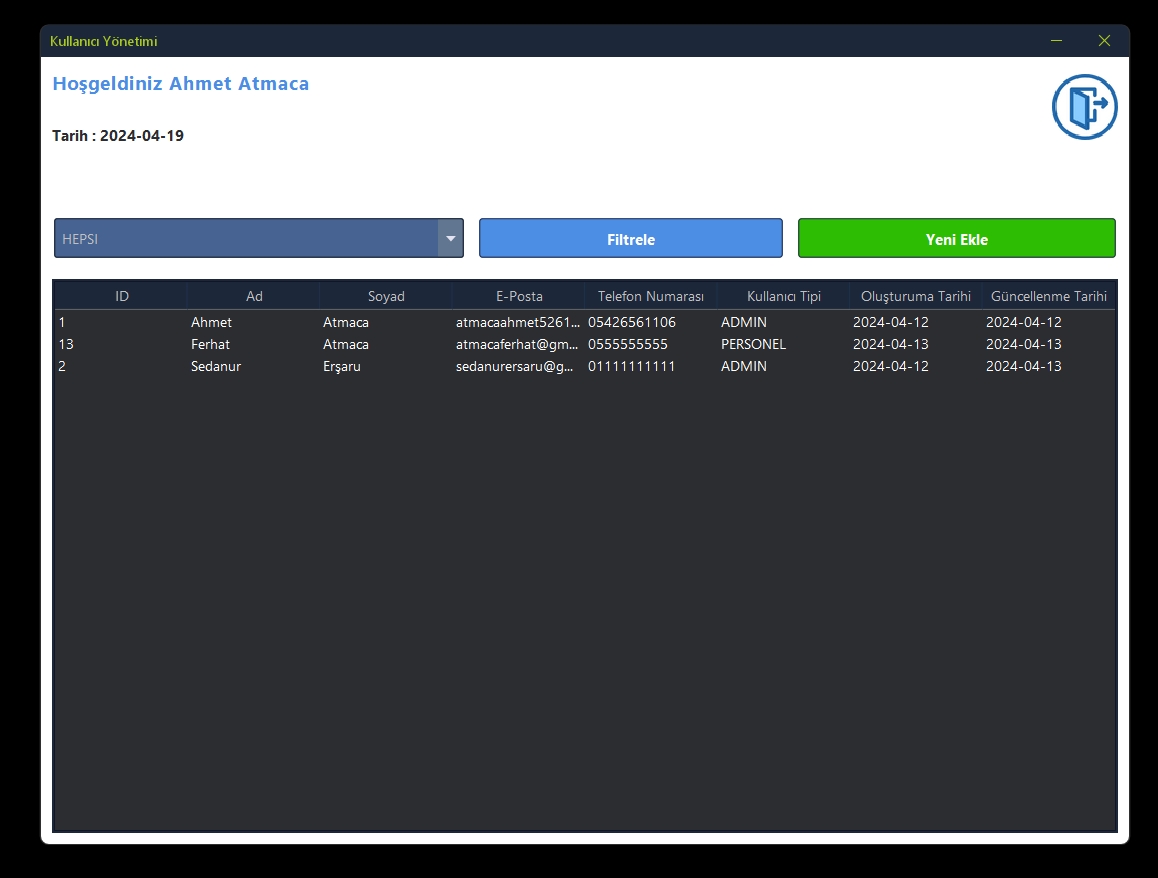 Kullanıcı Yönetimi
Hoşgeldiniz Ahmet Atmaca
Tarih : 2024-04-19
HEPSI Filtrele Yeni Ekle
ID Ad Soyad E-Posta Telefon Numarası Kullanıcı Tipi Oluşturuma Tarihi Güncellenme Tarihi
1 Ahmet Atmaca atmacaahmet5261... 05426561106 ADMIN 2024-04-12 2024-04-12
13 Ferhat Atmaca atmacaferhat@gm... 0555555555 PERSONEL 2024-04-13 2024-04-13
2 Sedanur Erşaru sedanurersaru@g... 01111111111 ADMIN 2024-04-12 2024-04-13